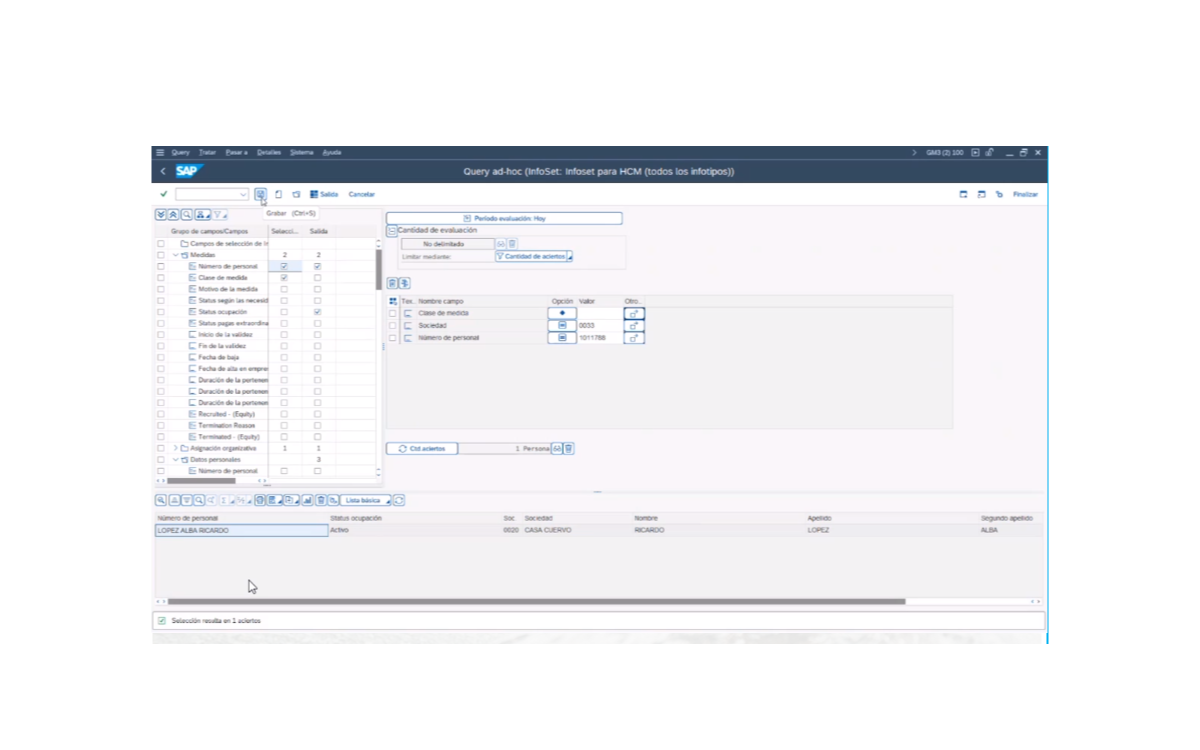 Query Tratar Pasar a Detalles Sistema Ayuda GM3 (2) 100
SAP Query ad-hoc (InfoSet: Infoset para HCM (todos los infotipos))
Salida Cancelar Finalizar
Grabar (Ctrl+S)
Periodo evaluación: Hoy
Cantidad de evaluación
Grupo de campos/Campos Selecci... Salida
No delimitado
Campos de selección de in
Medidas 2 2
Limitar mediante: Cantidad de aciertos
Número de personal
Clase de medida
Motivo de la medida
Status según las necesid
Status ocupación
Status pagas extraordina
Inicio de la validez
Fin de la validez
Fecha de baja
Fecha de alta en empre
Duración de la pertenen
Duración de la pertenen
Duración de la pertenen
Recruited - (Equity)
Termination Reason
Terminated - (Equity)
Asignación organizativa 1 1
Datos personales 3
Número de personal
Tex... Nombre campo Opción Valor Otro...
Clase de medida
Sociedad 0033
Número de personal 1011788
Ctd.aciertos 1 Persona
Lista básica
Número de personal Status ocupación Soc Sociedad Nombre Apellido Segundo apellido
LOPEZ ALBA RICARDO Activo 0020 CASA CUERVO RICARDO LOPEZ ALBA
Selección resulta en 1 aciertos